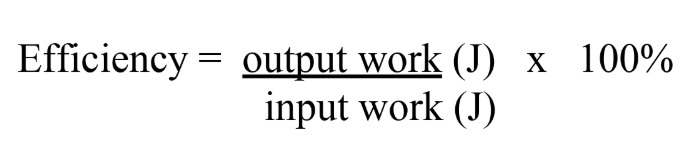 Efficiency = output work (J) x 100%
input work (J)